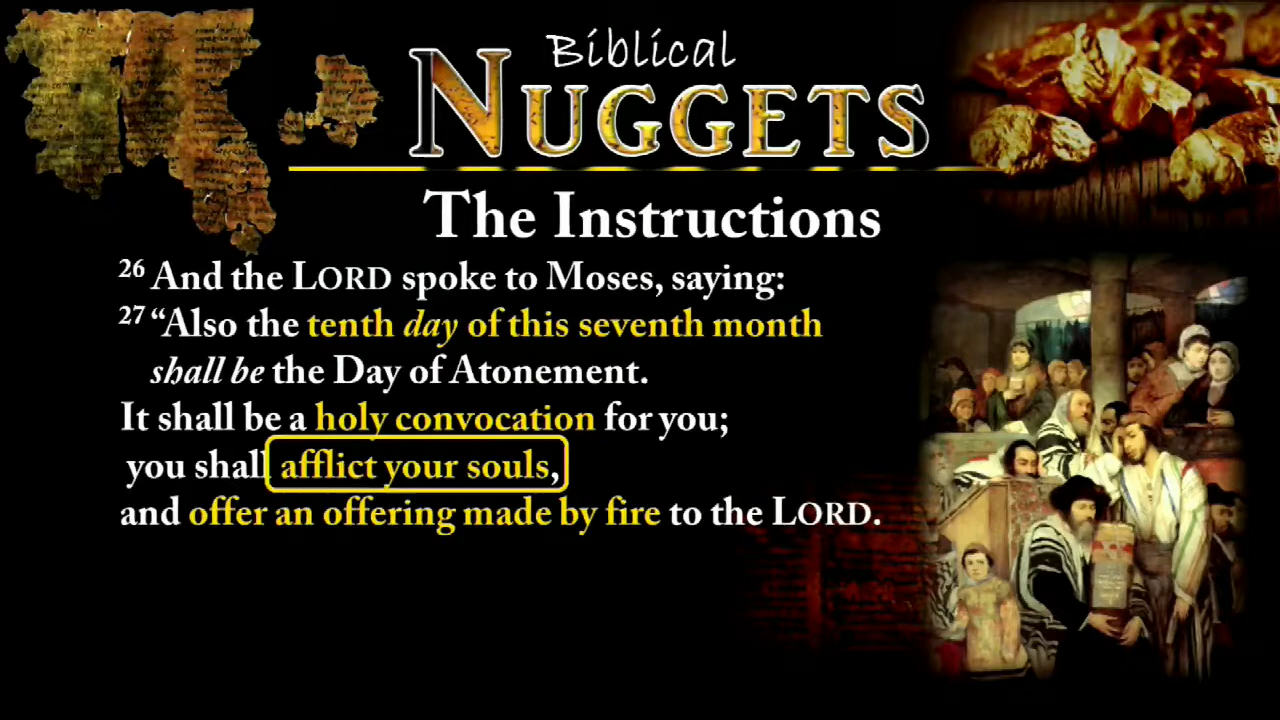 Biblical
NUGGETS
The Instructions
26 And the LORD spoke to Moses, saying:
27 “Also the tenth day of this seventh month
shall be the Day of Atonement.
It shall be a holy convocation for you;
you shall afflict your souls,
and offer an offering made by fire to the LORD.